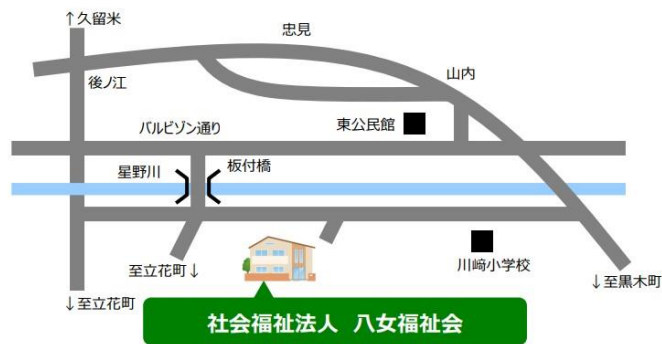 ↑久留米
忠見
後ノ江
山内
バルビゾン通り
東公民館
星野川
板付橋
至立花町↓
川﨑小学校
↓至立花町
↓至黒木町
社会福祉法人 八女福祉会